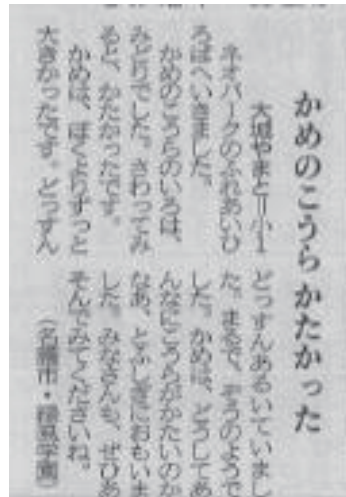 かめのこうら かたかった
大城やまと＝小1
ネオパークのふれあいひ
ろばへいきました。
かめのこうらのいろは、
みどりでした。さわってみ
ると、かたかったです。
かめは、ぼくよりずっと
大きかったです。どっすん
どっすんあるいていまし
た。まるで、ぞうのようで
した。かめは、どうしてあ
んなにこうらがかたいのか
なあ、とふしぎにおもいま
した。みなさんも、ぜひあ
そんでみてくださいね。
（名護市・